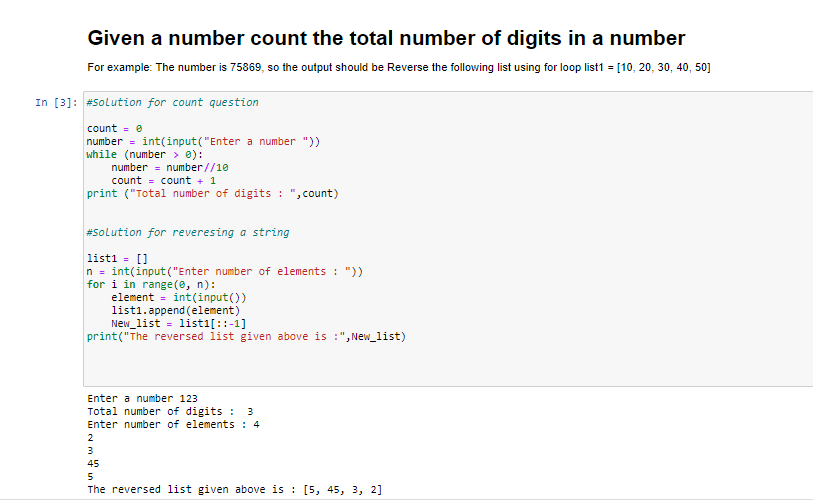 Given a number count the total number of digits in a number
For example: The number is 75869, so the output should be Reverse the following list using for loop list1 = [10, 20, 30, 40, 50]
In [3]: #Solution for count question
count = 0
number = int(input("Enter a number "))
while (number > 0):
    number = number//10
    count = count + 1
print ("Total number of digits : ",count)
#Solution for reveresing a string
list1 = []
n = int(input("Enter number of elements : "))
for i in range(0, n):
    element = int(input())
    list1.append(element)
    New_list = list1[::-1]
print("The reversed list given above is :",New_list)
Enter a number 123
Total number of digits :  3
Enter number of elements : 4
2
3
45
5
The reversed list given above is : [5, 45, 3, 2]